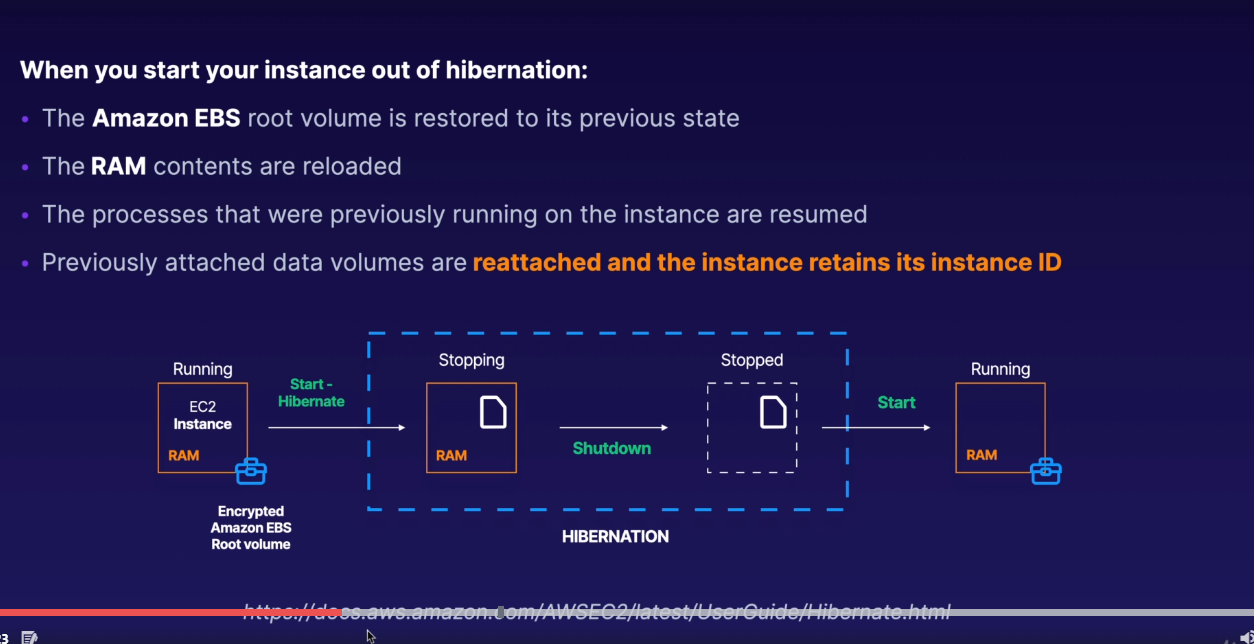 When you start your instance out of hibernation:
• The Amazon EBS root volume is restored to its previous state
• The RAM contents are reloaded
• The processes that were previously running on the instance are resumed
• Previously attached data volumes are reattached and the instance retains its instance ID
Running
EC2
Instance
RAM
Encrypted
Amazon EBS
Root volume
Start -
Hibernate
Stopping
RAM
Shutdown
Stopped
HIBERNATION
Start
Running
RAM
https://docs.aws.amazon.com/AWSEC2/latest/UserGuide/Hibernate.html